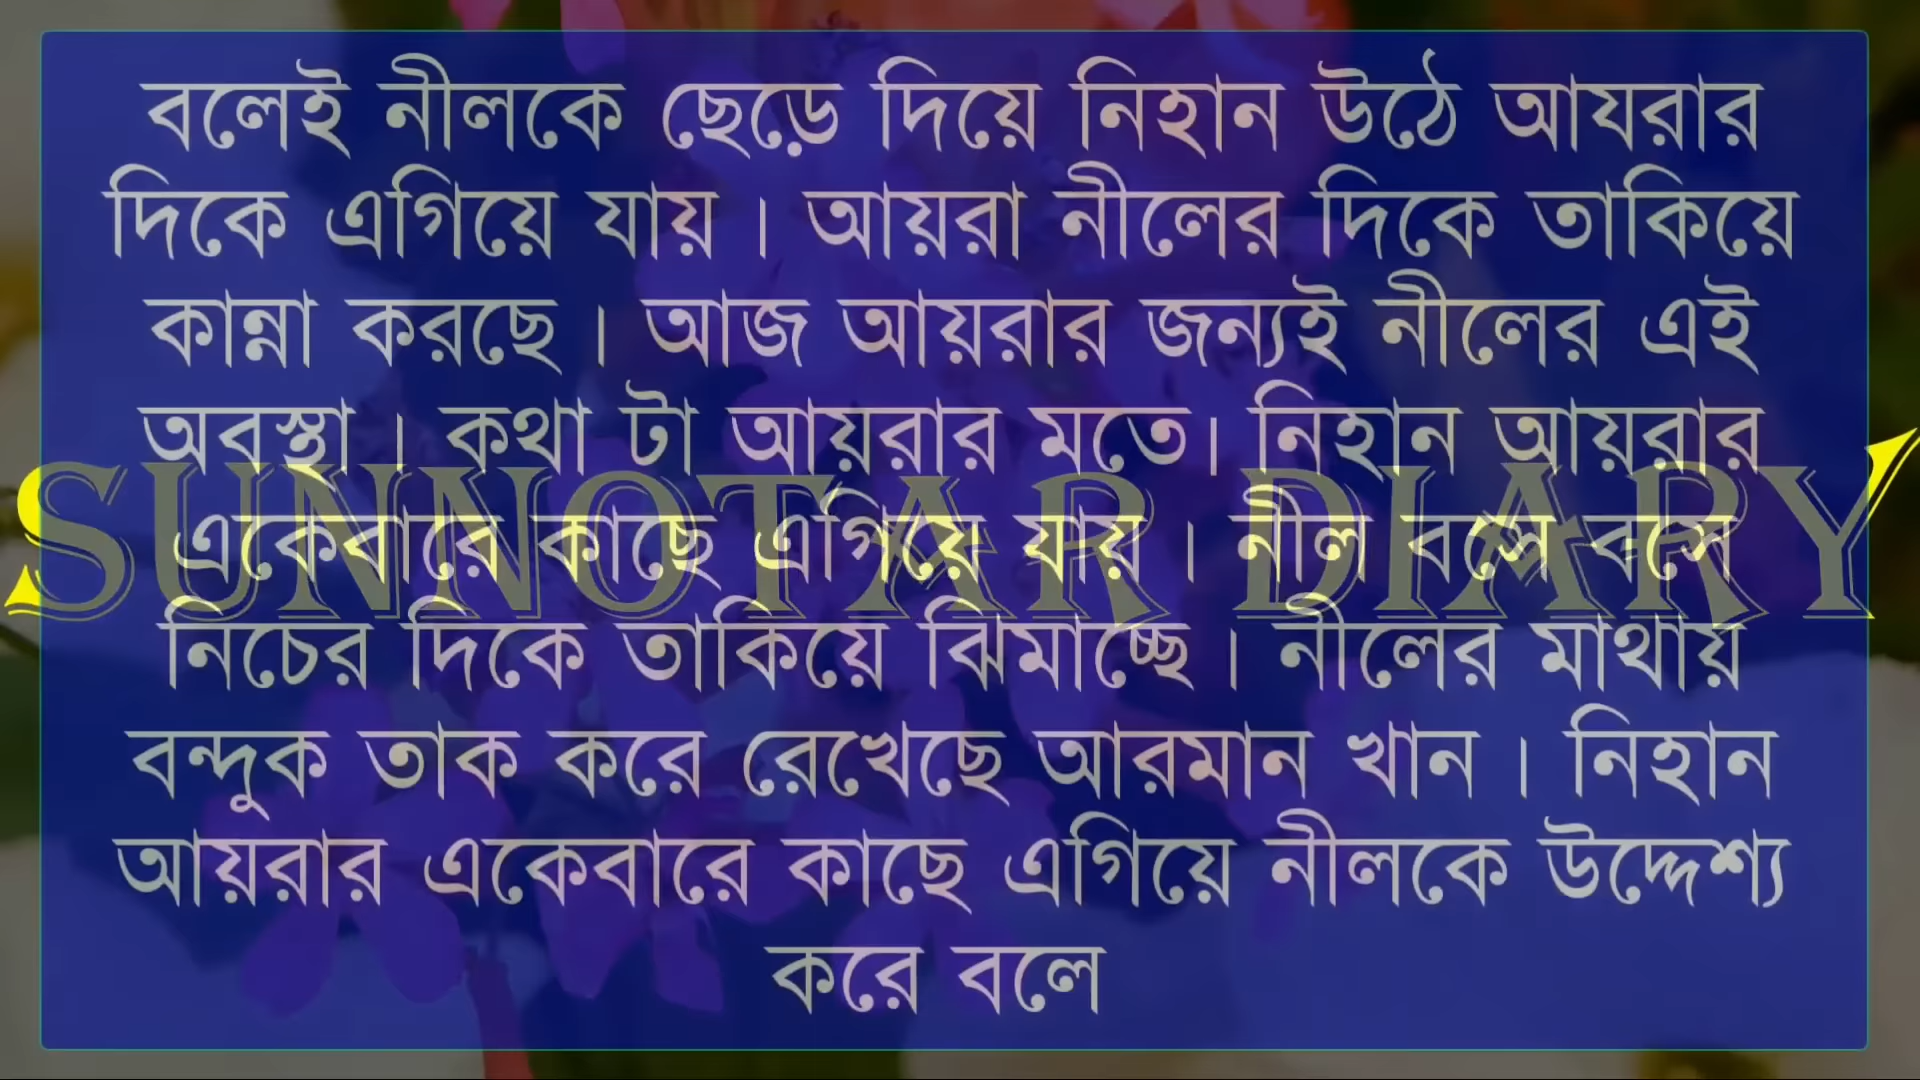 বলেই নীলকে ছেড়ে দিয়ে নিহান উঠে আযরার
দিকে এগিয়ে যায় । আয়রা নীলের দিকে তাকিয়ে
কান্না করছে । আজ আয়রার জন্যই নীলের এই
অবস্থা । কথা টা আয়রার মতে। নিহান আয়রার
একেবারে কাছে এগিয়ে যায় । নীল বসে বসে
SUNNOTAR DIARY
নিচের দিকে তাকিয়ে ঝিমাচ্ছে । নীলের মাথায়
বন্দুক তাক করে রেখেছে আরমান খান । নিহান
আয়রার একেবারে কাছে এগিয়ে নীলকে উদ্দেশ্য
করে বলে